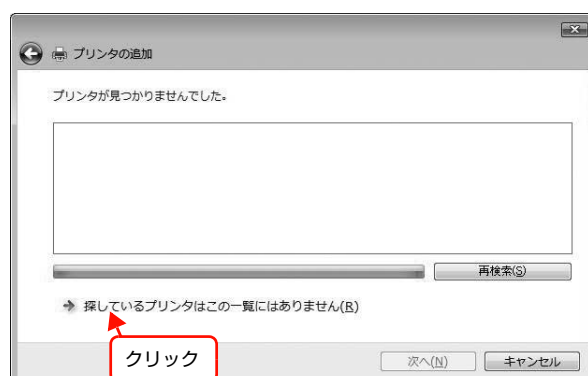 プリンタの追加
プリンタが見つかりませんでした。
再検索(S)
探しているプリンタはこの一覧にはありません(R)
クリック
次へ(N)
キャンセル